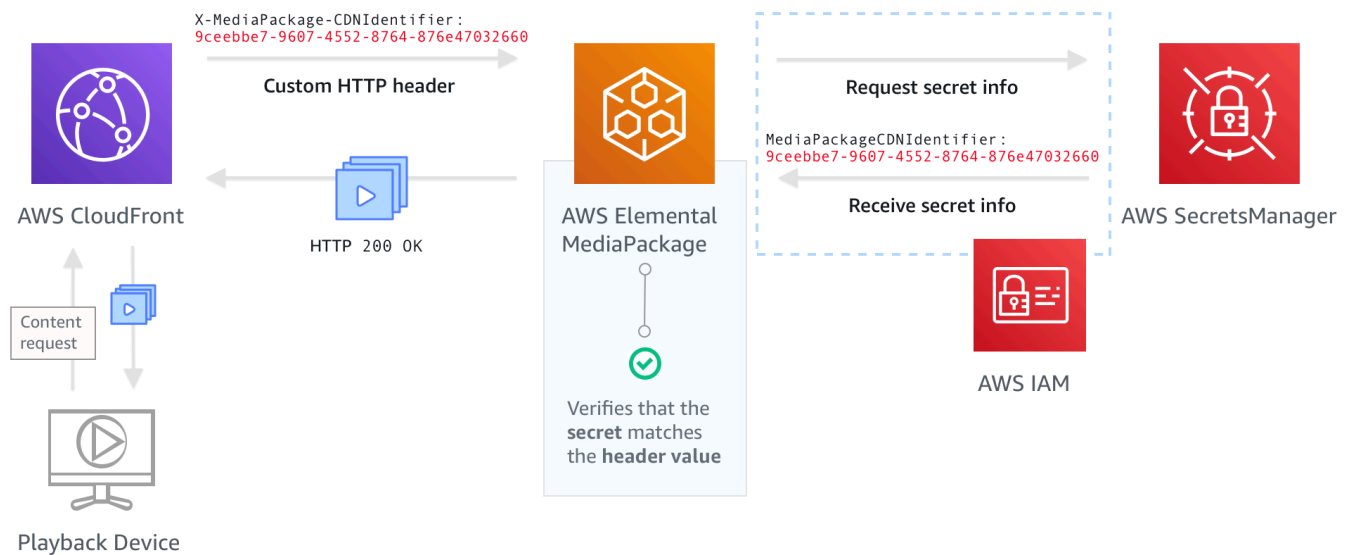 X-MediaPackage-CDNIdentifier:
9ceebbe7-9607-4552-8764-876e47032660
Custom HTTP header
Request secret info
MediaPackageCDNIdentifier:
9ceebbe7-9607-4552-8764-876e47032660
Receive secret info
AWS CloudFront
HTTP 200 OK
AWS Elemental
MediaPackage
AWS SecretsManager
Content
request
AWS IAM
Verifies that the
secret matches
the header value
Playback Device